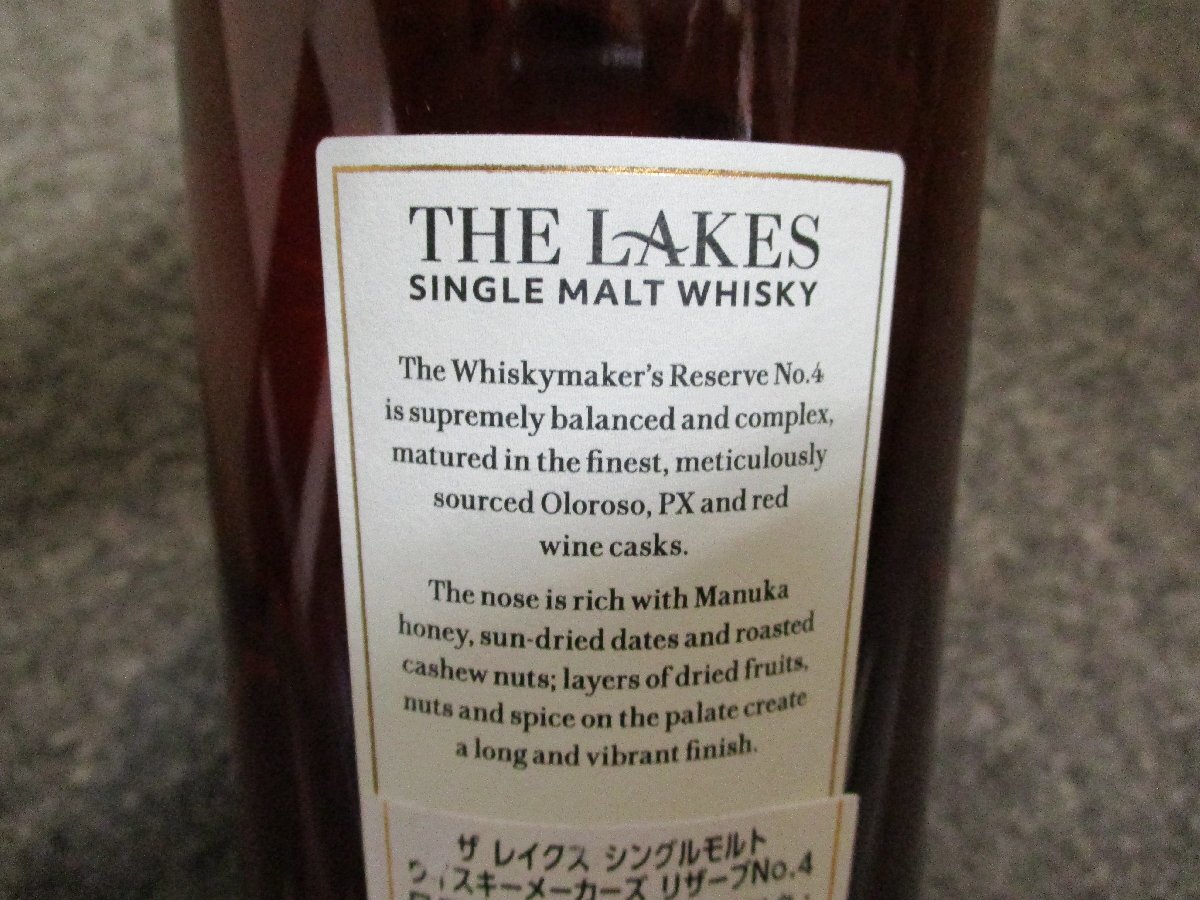 THE LAKES
SINGLE MALT WHISKY
The Whiskymaker's Reserve No.4
is supremely balanced and complex,
matured in the finest, meticulously
sourced Oloroso, PX and red
wine casks.
The nose is rich with Manuka
honey, sun-dried dates and roasted
cashew nuts; layers of dried fruits,
nuts and spice on the palate create
a long and vibrant finish.
ザ レイクス シングルモルト
ウィスキーメーカーズ リザーブNo.4